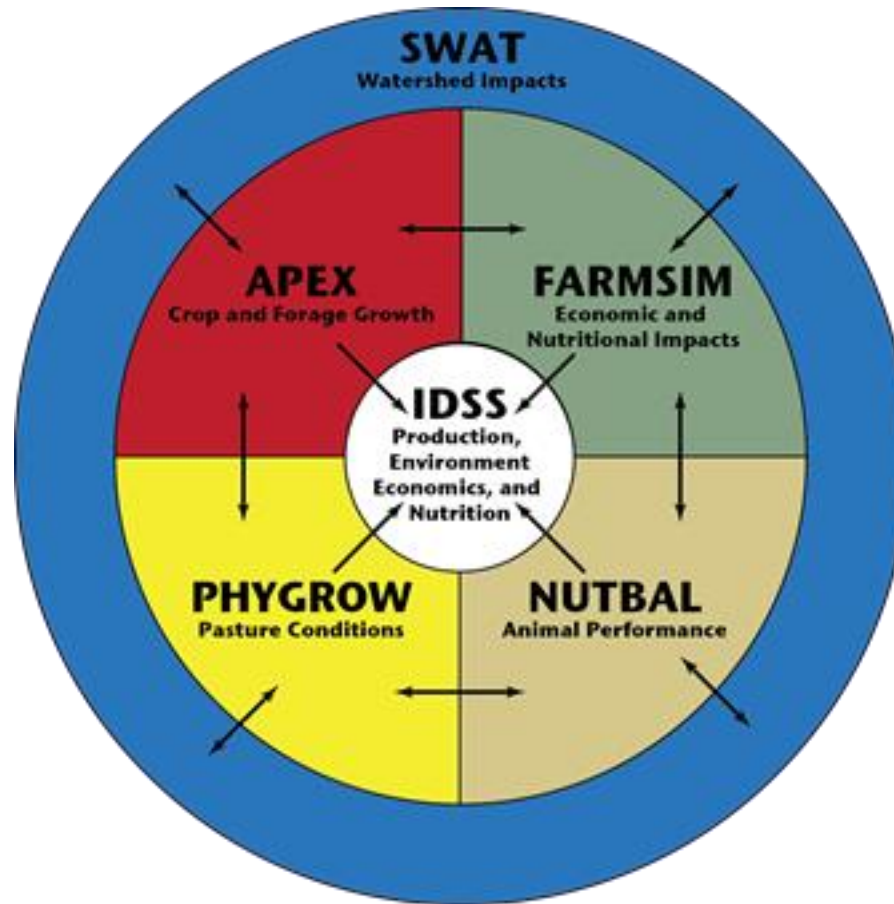 SWAT
Watershed Impacts
APEX
Crop and Forage Growth
FARMSIM
Economic and
Nutritional Impacts
IDSS
Production,
Environment
Economics, and
Nutrition
PHYGROW
Pasture Conditions
NUTBAL
Animal Performance